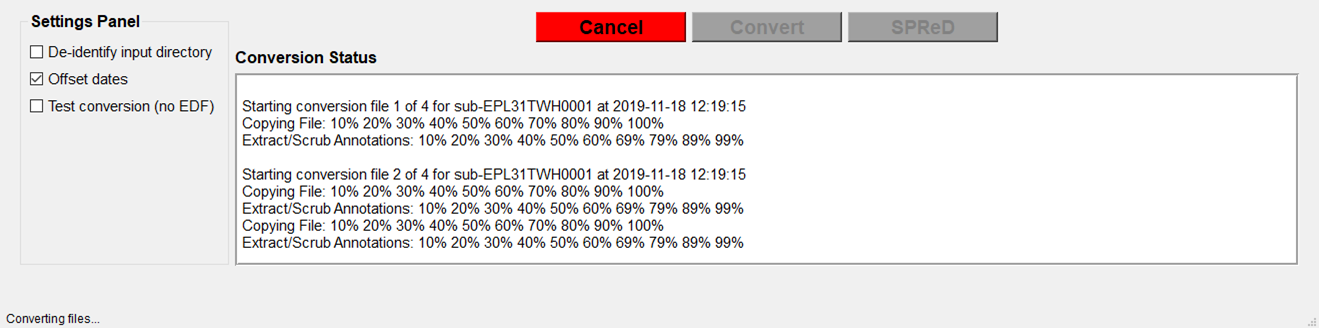 Settings Panel
De-identify input directory
Offset dates
Test conversion (no EDF)
Cancel
Convert
SPReD
Conversion Status
Starting conversion file 1 of 4 for sub-EPL31TWH0001 at 2019-11-18 12:19:15
Copying File: 10% 20% 30% 40% 50% 60% 70% 80% 90% 100%
Extract/Scrub Annotations: 10% 20% 30% 40% 50% 60% 69% 79% 89% 99%
Starting conversion file 2 of 4 for sub-EPL31TWH0001 at 2019-11-18 12:19:15
Copying File: 10% 20% 30% 40% 50% 60% 70% 80% 90% 100%
Extract/Scrub Annotations: 10% 20% 30% 40% 50% 60% 69% 79% 89% 99%
Copying File: 10% 20% 30% 40% 50% 60% 70% 80% 90% 100%
Extract/Scrub Annotations: 10% 20% 30% 40% 50% 60% 69% 79% 89% 99%
Converting files...